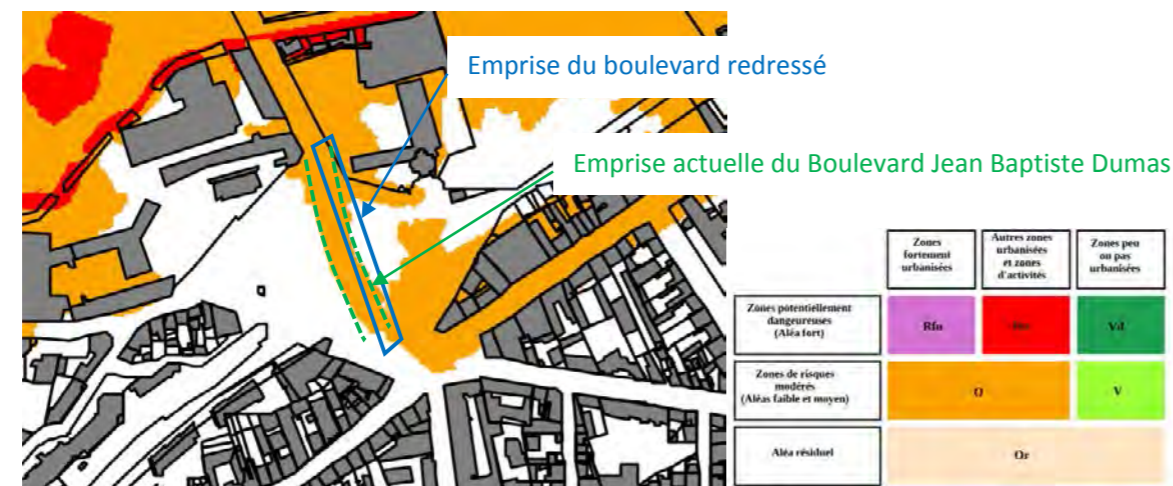 Emprise du boulevard redressé
Emprise actuelle du Boulevard Jean Baptiste Dumas
Zones
fortement
urbanisées
Autres zones
urbanisées
et zones
d'activités
Zones peu
ou pas
urbanisées
Zones potentiellement
dangeureuses
(Aléa fort)
Rfu
Vd
Zones de risques
modérés
(Aléas faible et moyen)
O
V
Aléa résiduel
Or